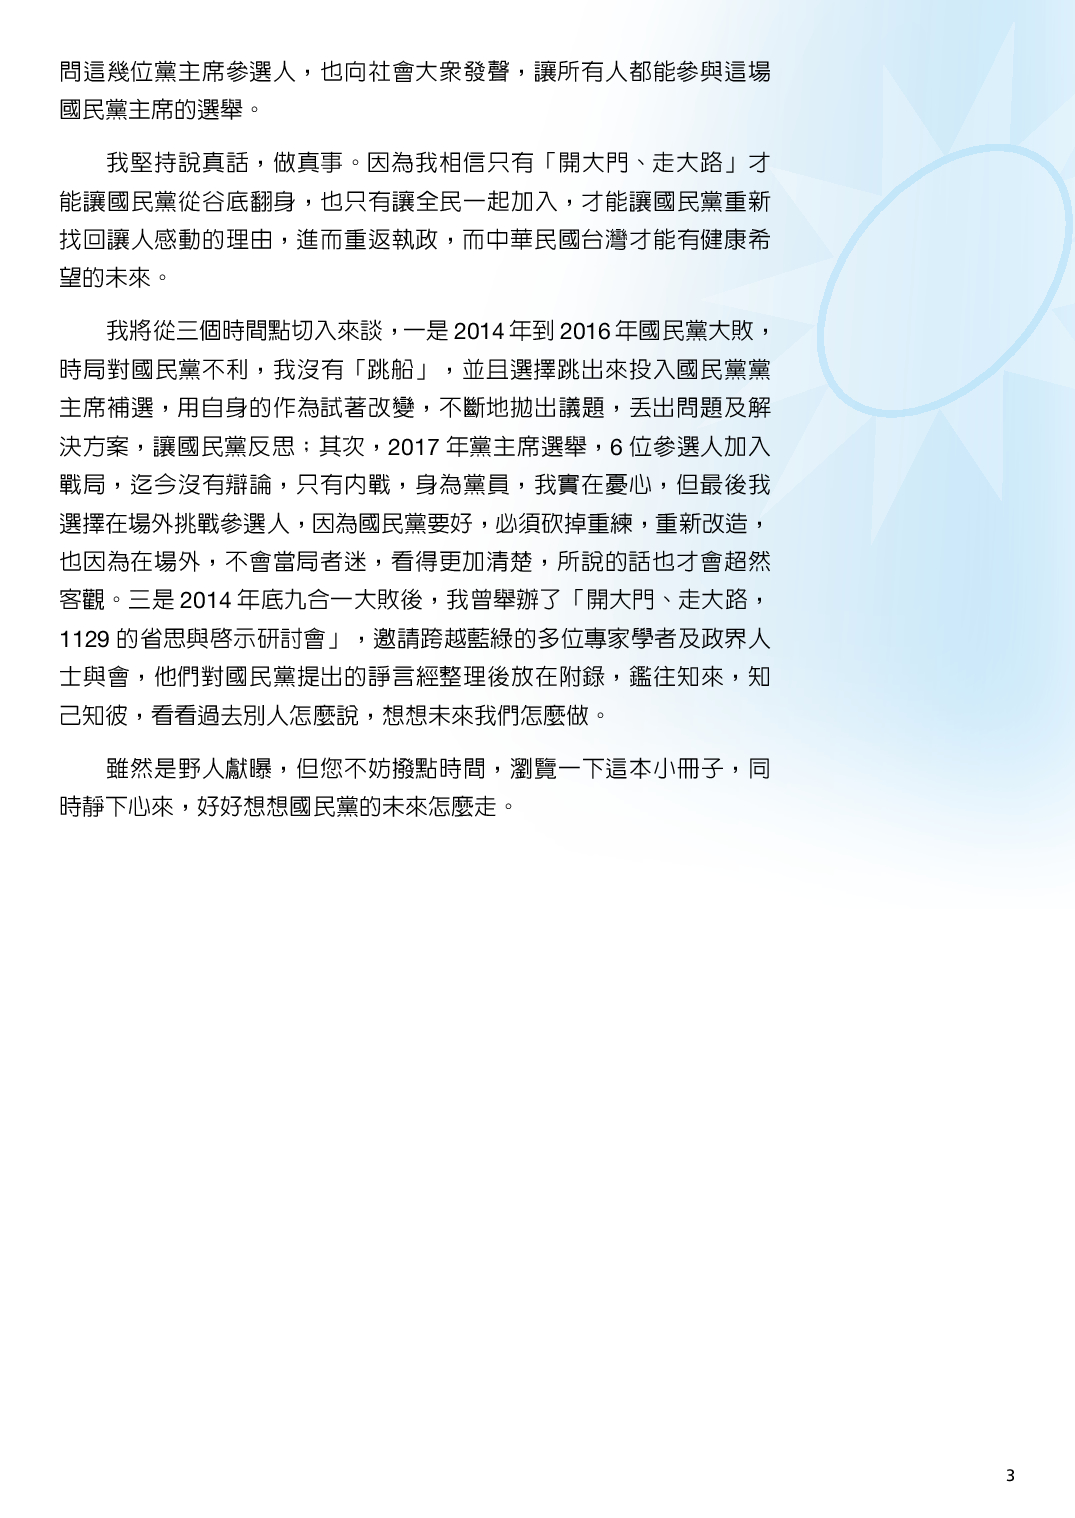 問這幾位黨主席參選人，也向社會大眾發聲，讓所有人都能參與這場
國民黨主席的選舉。
我堅持說真話，做真事。因為我相信只有「開大門、走大路」才
能讓國民黨從谷底翻身，也只有讓全民一起加入，才能讓國民黨重新
找回讓人感動的理由，進而重返執政，而中華民國台灣才能有健康希
望的未來。
我將從三個時間點切入來談，一是 2014 年到 2016 年國民黨大敗，
時局對國民黨不利，我沒有「跳船」，並且選擇跳出來投入國民黨黨
主席補選，用自身的作為試著改變，不斷地拋出議題，丟出問題及解
決方案，讓國民黨反思；其次，2017 年黨主席選舉，6 位參選人加入
戰局，迄今沒有辯論，只有內戰，身為黨員，我實在憂心，但最後我
選擇在場外挑戰參選人，因為國民黨要好，必須砍掉重練，重新改造，
也因為在場外，不會當局者迷，看得更加清楚，所說的話也才會超然
客觀。三是 2014 年底九合一大敗後，我曾舉辦了「開大門、走大路，
1129 的省思與啓示研討會」，邀請跨越藍綠的多位專家學者及政界人
士與會，他們對國民黨提出的諍言經整理後放在附錄，鑑往知來，知
己知彼，看看過去別人怎麼說，想想未來我們怎麼做。
雖然是野人獻曝，但您不妨撥點時間，瀏覽一下這本小冊子，同
時靜下心來，好好想想國民黨的未來怎麼走。
3